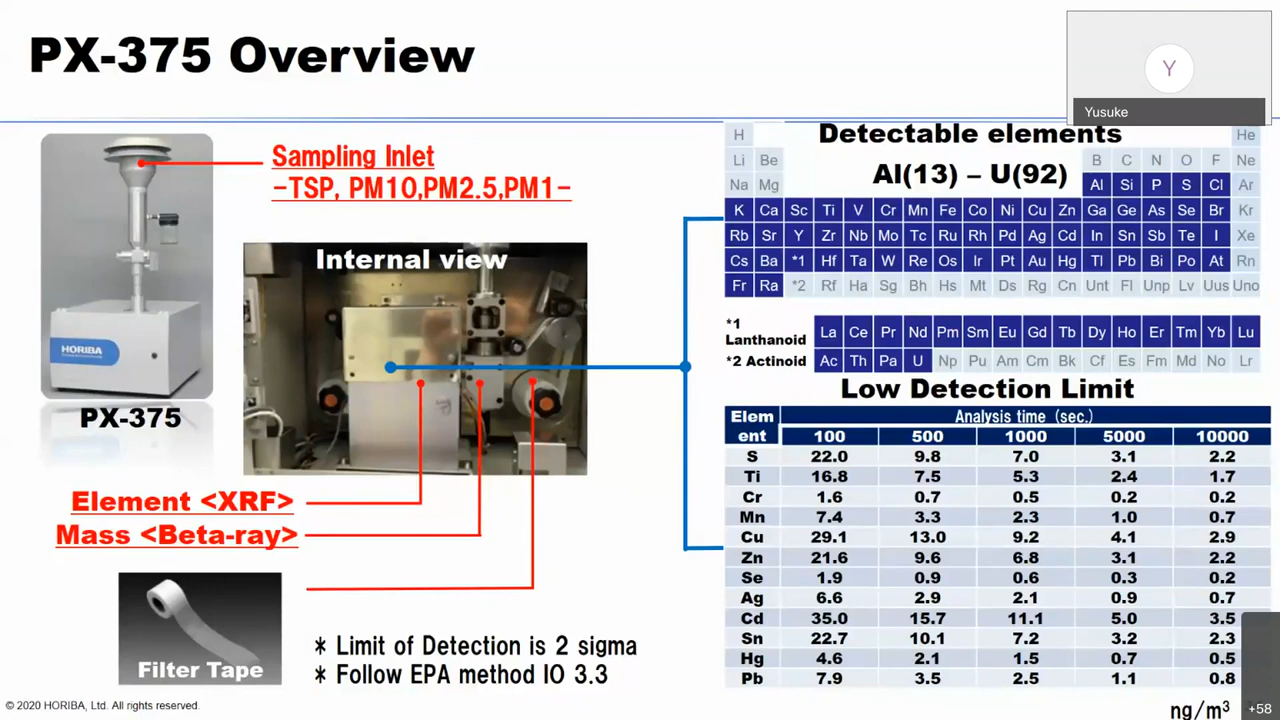 PX-375 Overview
Y
Yusuke
Sampling Inlet
-TSP, PM10,PM2.5,PM1-
HORIBA
PX-375
Internal view
Element <XRF>
Mass <Beta-ray>
Filter Tape
* Limit of Detection is 2 sigma
* Follow EPA method IO 3.3
Detectable elements
Al(13) – U(92)
H He
Li Be B C N O F Ne
Na Mg Al Si P S Cl Ar
K Ca Sc Ti V Cr Mn Fe Co Ni Cu Zn Ga Ge As Se Br Kr
Rb Sr Y Zr Nb Mo Tc Ru Rh Pd Ag Cd In Sn Sb Te I Xe
Cs Ba *1 Hf Ta W Re Os Ir Pt Au Hg Tl Pb Bi Po At Rn
Fr Ra *2 Rf Ha Sg Bh Hs Mt Ds Rg Cn Unt Fl Unp Lv Uus Uno
*1
Lanthanoid La Ce Pr Nd Pm Sm Eu Gd Tb Dy Ho Er Tm Yb Lu
*2 Actinoid Ac Th Pa U Np Pu Am Cm Bk Cf Es Fm Md No Lr
Low Detection Limit
Elem
ent
Analysis time (sec.)
100 500 1000 5000 10000
S 22.0 9.8 7.0 3.1 2.2
Ti 16.8 7.5 5.3 2.4 1.7
Cr 1.6 0.7 0.5 0.2 0.2
Mn 7.4 3.3 2.3 1.0 0.7
Cu 29.1 13.0 9.2 4.1 2.9
Zn 21.6 9.6 6.8 3.1 2.2
Se 1.9 0.9 0.6 0.3 0.2
Ag 6.6 2.9 2.1 0.9 0.7
Cd 35.0 15.7 11.1 5.0 3.5
Sn 22.7 10.1 7.2 3.2 2.3
Hg 4.6 2.1 1.5 0.7 0.5
Pb 7.9 3.5 2.5 1.1 0.8
ng/m³
+58
© 2020 HORIBA, Ltd. All rights reserved.